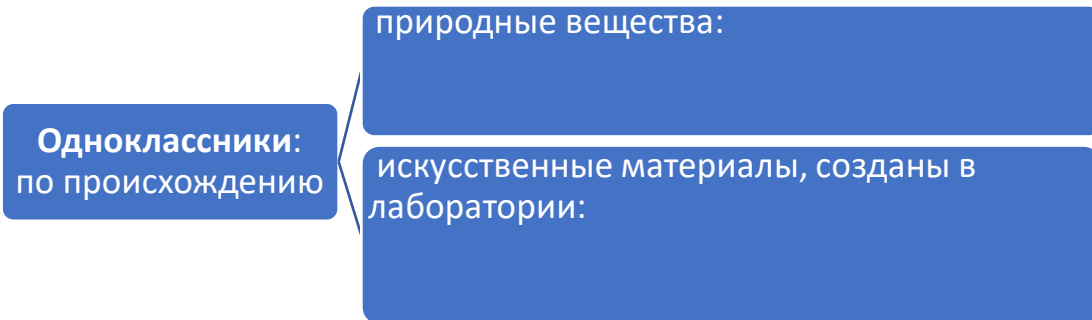 природные вещества:
Одноклассники:
по происхождению
искусственные материалы, созданы в
лаборатории: